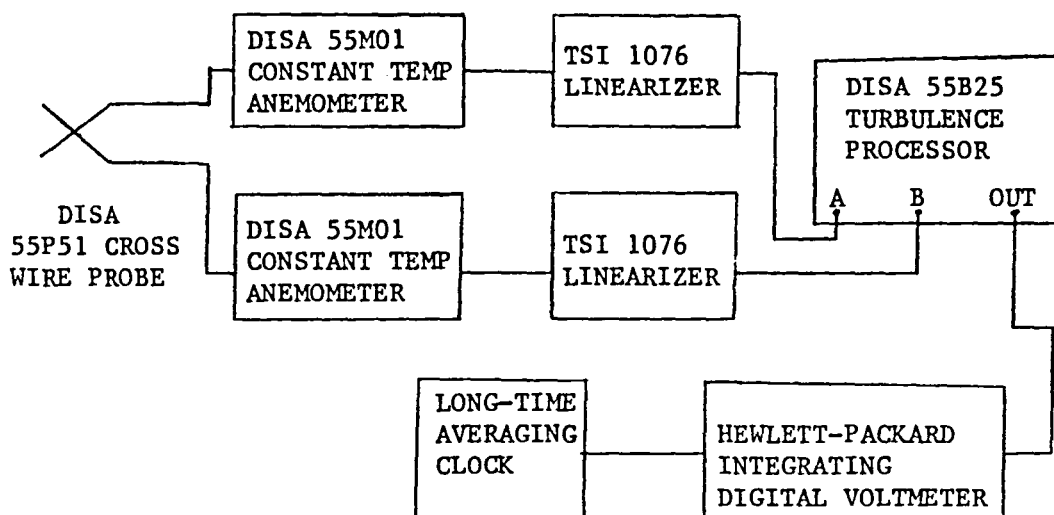 DISA 55M01
CONSTANT TEMP
ANEMOMETER
TSI 1076
LINEARIZER
DISA 55B25
TURBULENCE
PROCESSOR
A
B
OUT
DISA
55P51 CROSS
WIRE PROBE
DISA 55M01
CONSTANT TEMP
ANEMOMETER
TSI 1076
LINEARIZER
LONG-TIME
AVERAGING
CLOCK
HEWLETT-PACKARD
INTEGRATING
DIGITAL VOLTMETER